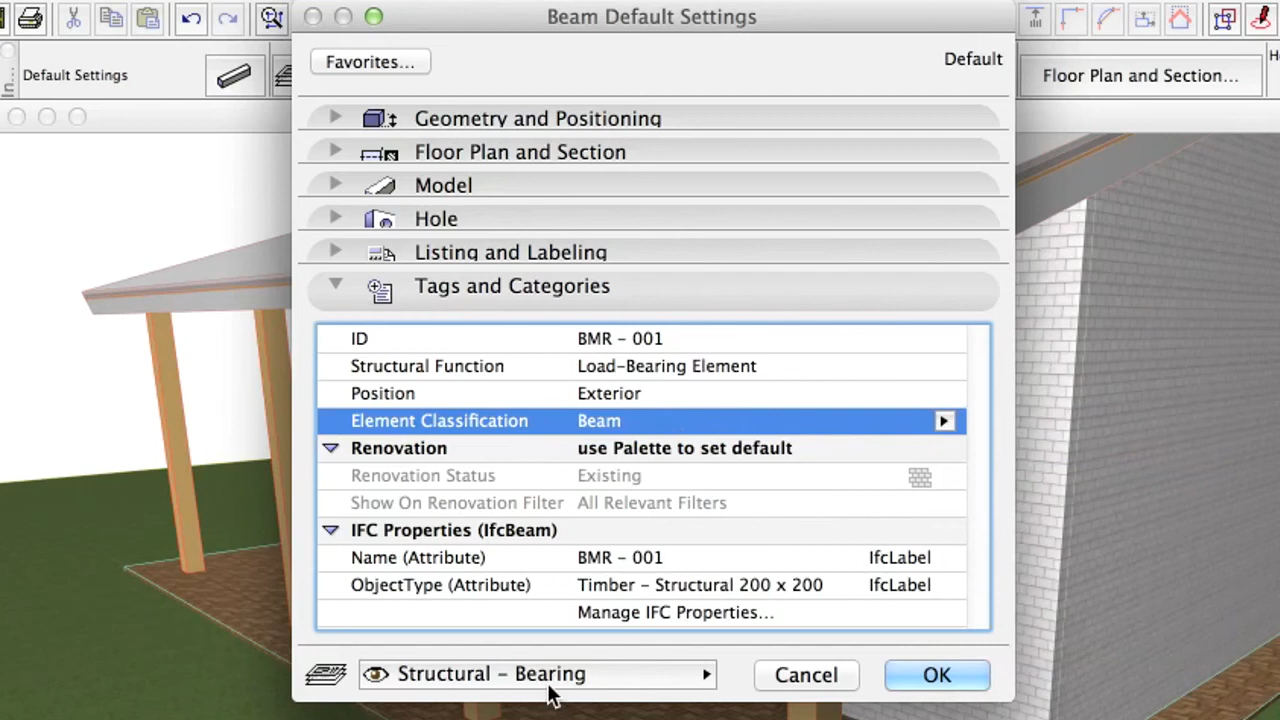 Beam Default Settings
Favorites...
Default
Default Settings
Floor Plan and Section...
Geometry and Positioning
Floor Plan and Section
Model
Hole
Listing and Labeling
Tags and Categories
ID BMR - 001
Structural Function Load-Bearing Element
Position Exterior
Element Classification Beam
Renovation use Palette to set default
Renovation Status Existing
Show On Renovation Filter All Relevant Filters
IFC Properties (IfcBeam)
Name (Attribute) BMR - 001 IfcLabel
ObjectType (Attribute) Timber - Structural 200 x 200 IfcLabel
Manage IFC Properties...
Structural - Bearing
Cancel
OK